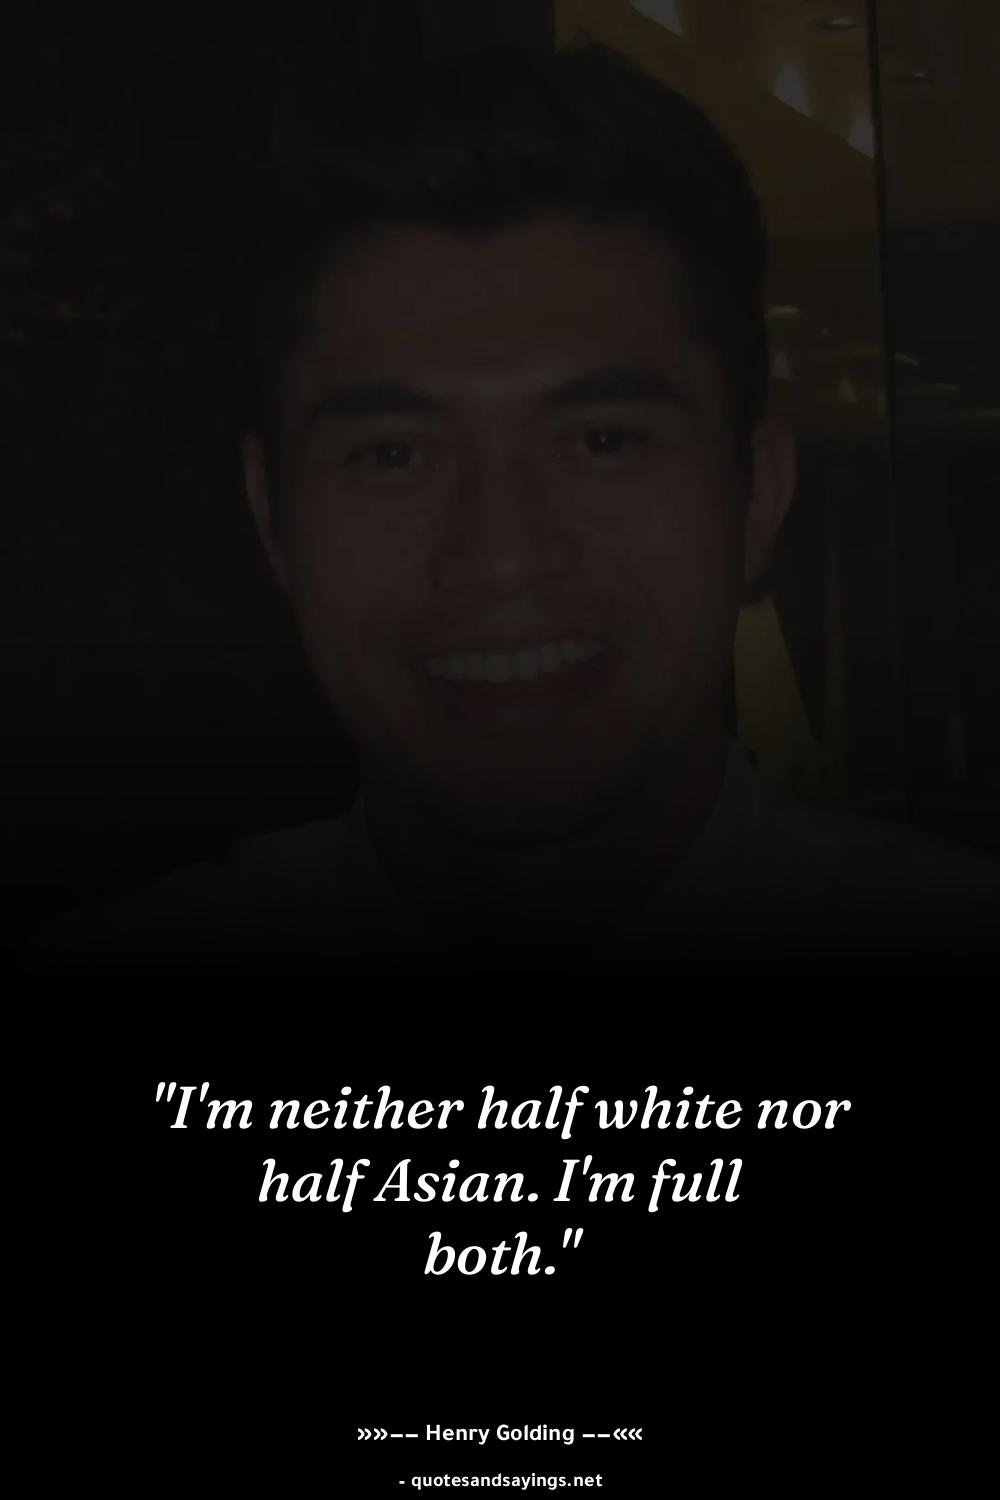 "I'm neither half white nor
half Asian. I'm full
both."
»»–– Henry Golding ––««
- quotesandsayings.net